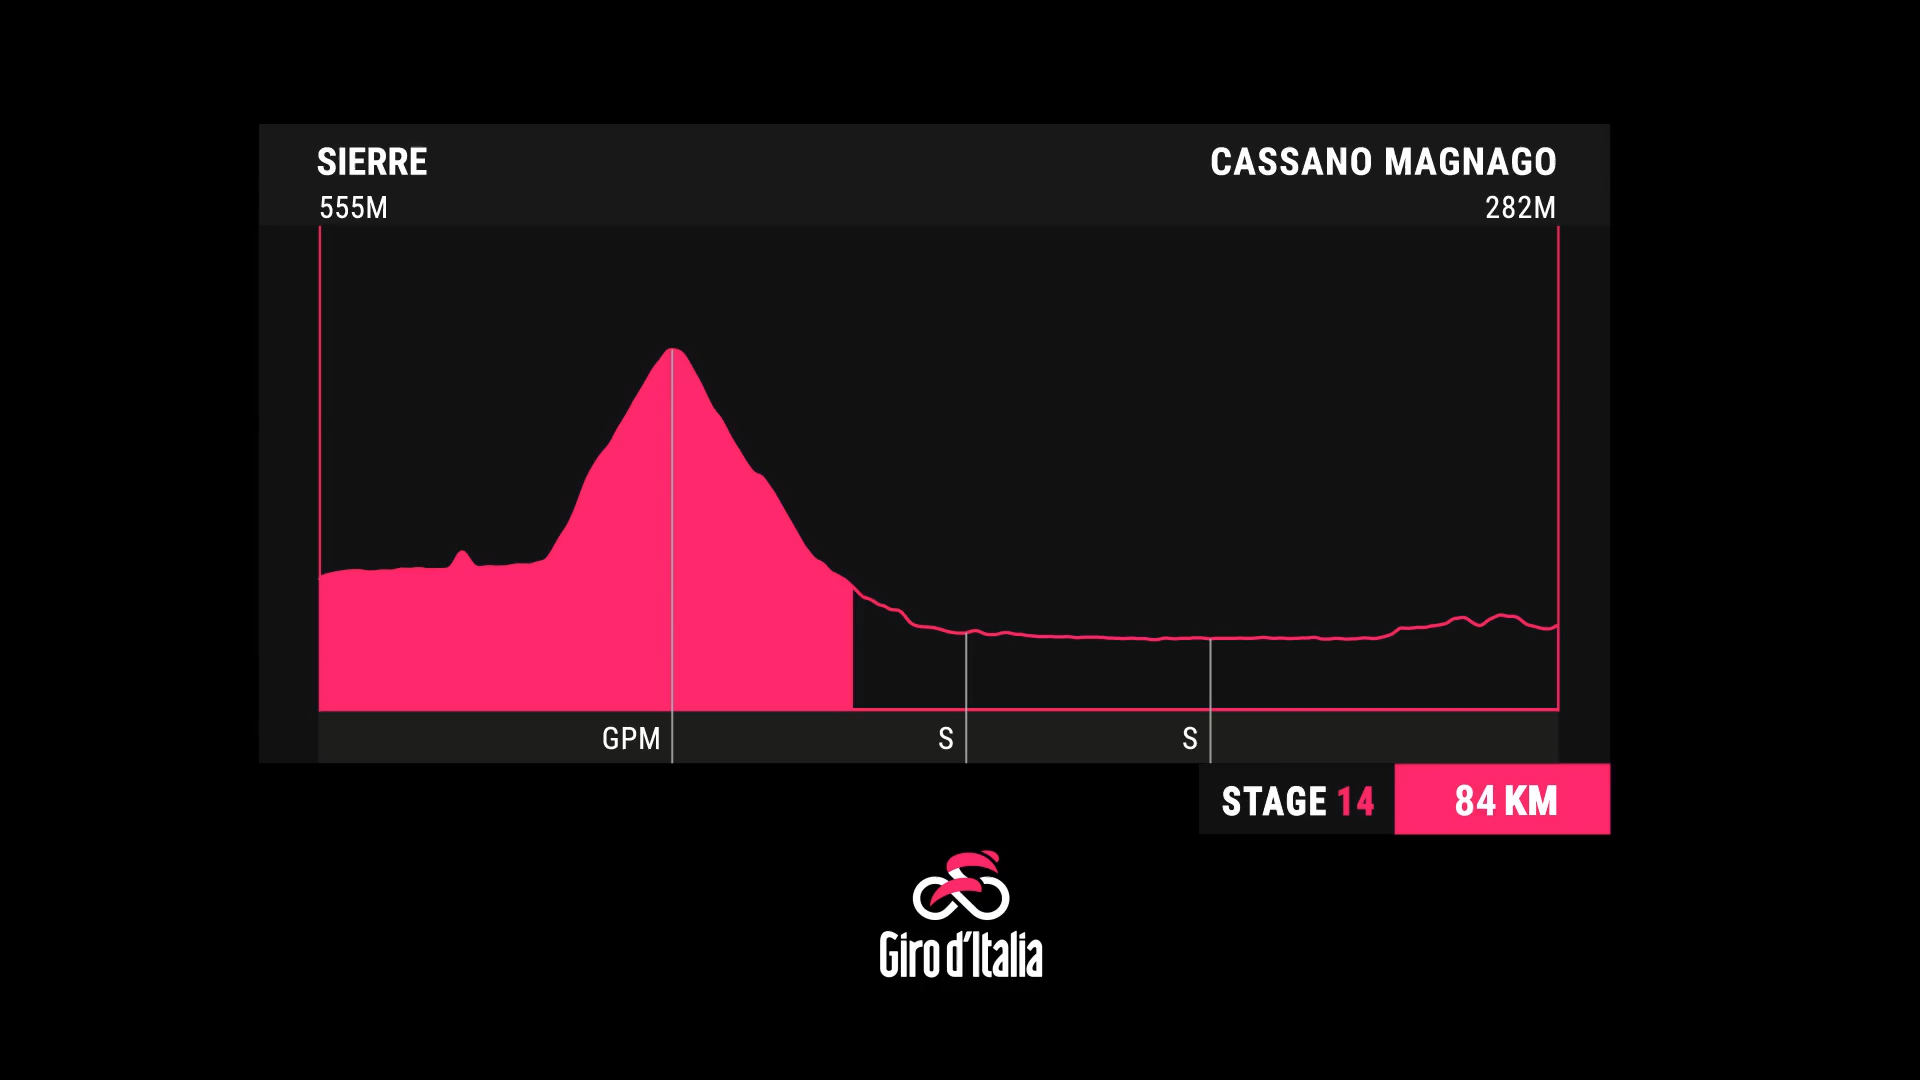 SIERRE
555M
CASSANO MAGNAGO
282M
GPM
S
S
STAGE 14
84 KM
Giro d'Italia